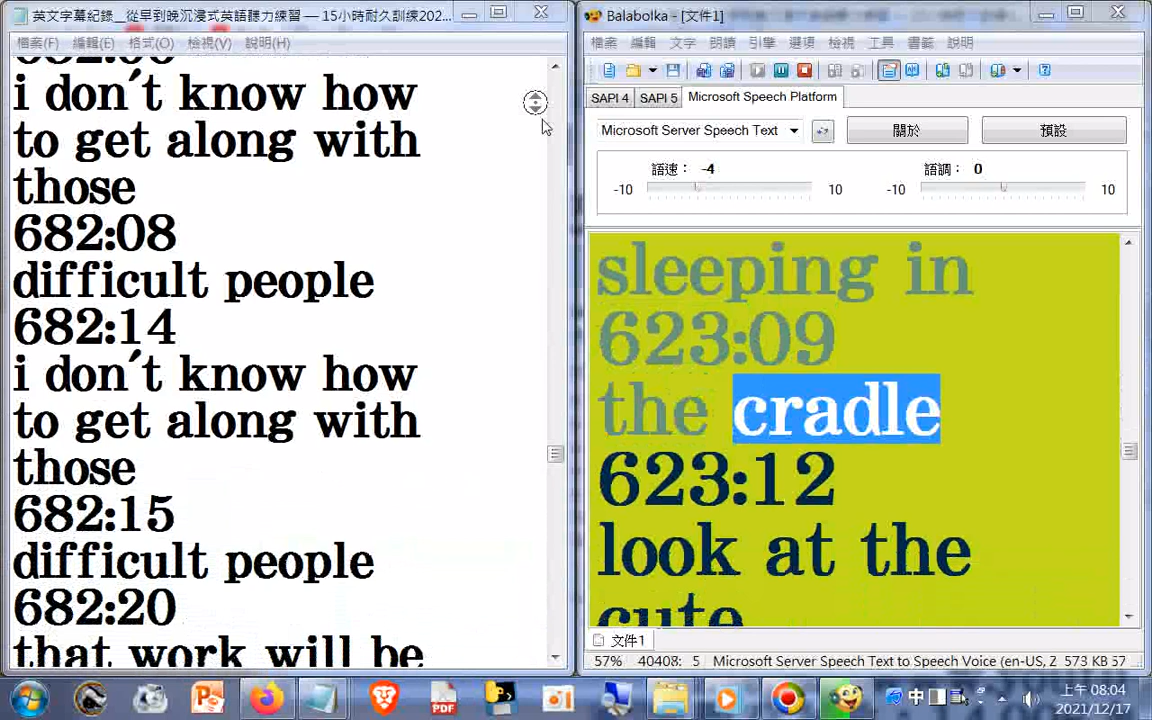 英文字幕紀錄__從早到晚沉浸式英語聽力練習 — 15小時耐久訓練202...
檔案(F) 編輯(E) 格式(O) 檢視(V) 說明(H)
i don't know how
to get along with
those
682:08
difficult people
682:14
i don't know how
to get along with
those
682:15
difficult people
682:20
that work will be
Balabolka - [文件1]
檔案 編輯 文字 朗讀 引擎 選項 檢視 工具 書籤 說明
SAPI 4 SAPI 5 Microsoft Speech Platform
Microsoft Server Speech Text 關於 預設
語速： -4 語調： 0
-10 10 -10 10
sleeping in
623:09
the cradle
623:12
look at the
cute
文件1
57% 40408: 5 Microsoft Server Speech Text to Speech Voice (en-US, 2 573 KB 57
PDF 中 上午 08:04
2021/12/17